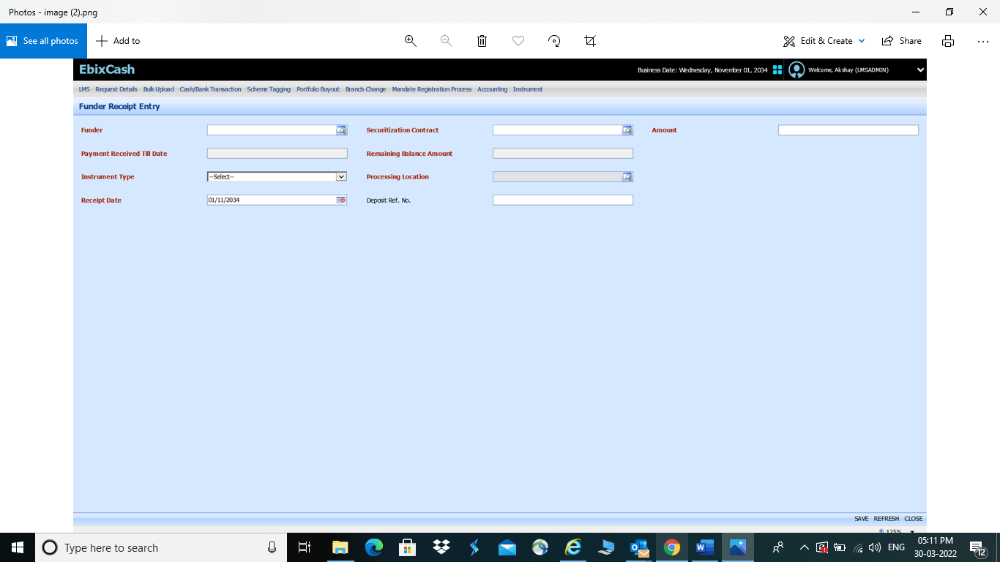 Photos - image (2).png
See all photos Add to Edit & Create Share
EbixCash Business Date: Wednesday, November 01, 2034 Welcome, Akshay (LMSADMIN)
LMS Request Details Bulk Upload Cash/Bank Transaction Scheme Tagging Portfolio Buyout Branch Change Mandate Registration Process Accounting Instrument
Funder Receipt Entry
Funder Securitization Contract Amount
Payment Received Till Date Remaining Balance Amount
Instrument Type --Select-- Processing Location
Receipt Date 01/11/2034 Deposit Ref. No.
SAVE REFRESH CLOSE
125%
Type here to search ENG 05:11 PM
30-03-2022 12